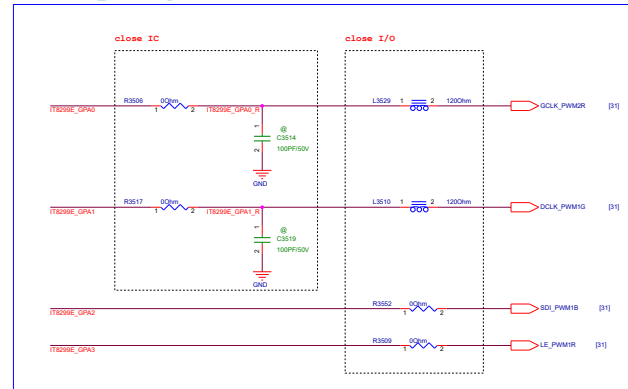 close IC
close I/O
R3506 0Ohm L3529 1 2 120Ohm
IT8299E_GPA0 1 2 IT8299E_GPA0_R GCLK_PWM2R [31]
1 @
C3514
2 100PF/50V
GND
R3517 0Ohm L3510 1 2 120Ohm
IT8299E_GPA1 1 2 IT8299E_GPA1_R DCLK_PWM1G [31]
1 @
C3519
2 100PF/50V
GND
R3552 0Ohm
IT8299E_GPA2 1 2 SDI_PWM1B [31]
R3509 0Ohm
IT8299E_GPA3 1 2 LE_PWM1R [31]